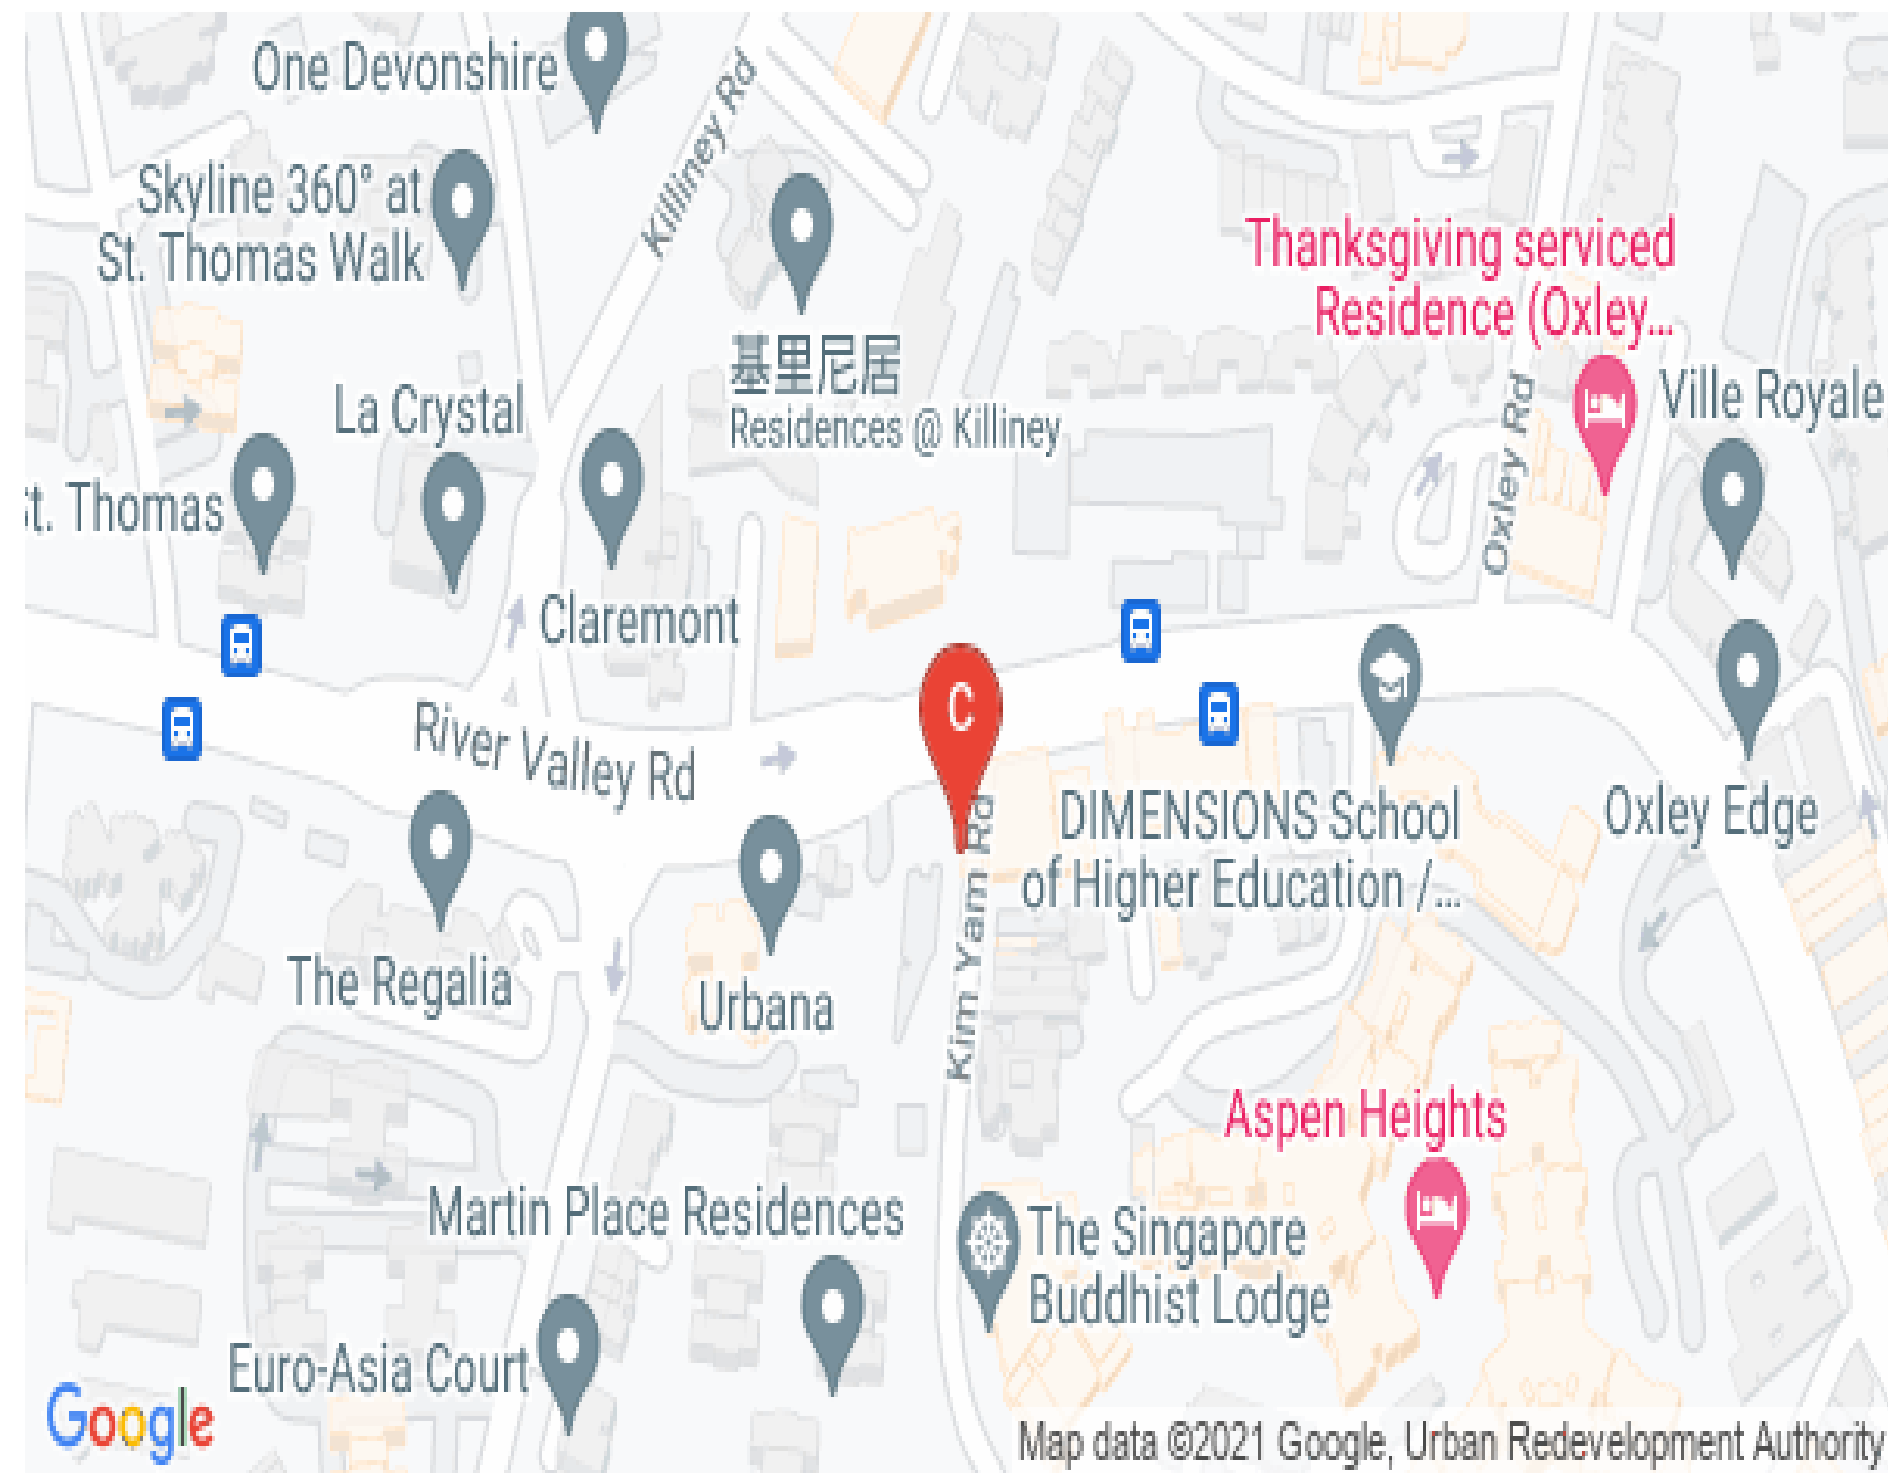 One Devonshire
Killiney Rd
Skyline 360° at
St. Thomas Walk
Thanksgiving serviced
Residence (Oxley...
基里尼居
Residences @ Killiney
La Crystal
Ville Royale
Oxley Rd
t. Thomas
Claremont
C
River Valley Rd
DIMENSIONS School
of Higher Education /...
Oxley Edge
Kim Yam Rd
The Regalia
Urbana
Aspen Heights
Martin Place Residences
The Singapore
Buddhist Lodge
Euro-Asia Court
Google
Map data ©2021 Google, Urban Redevelopment Authority